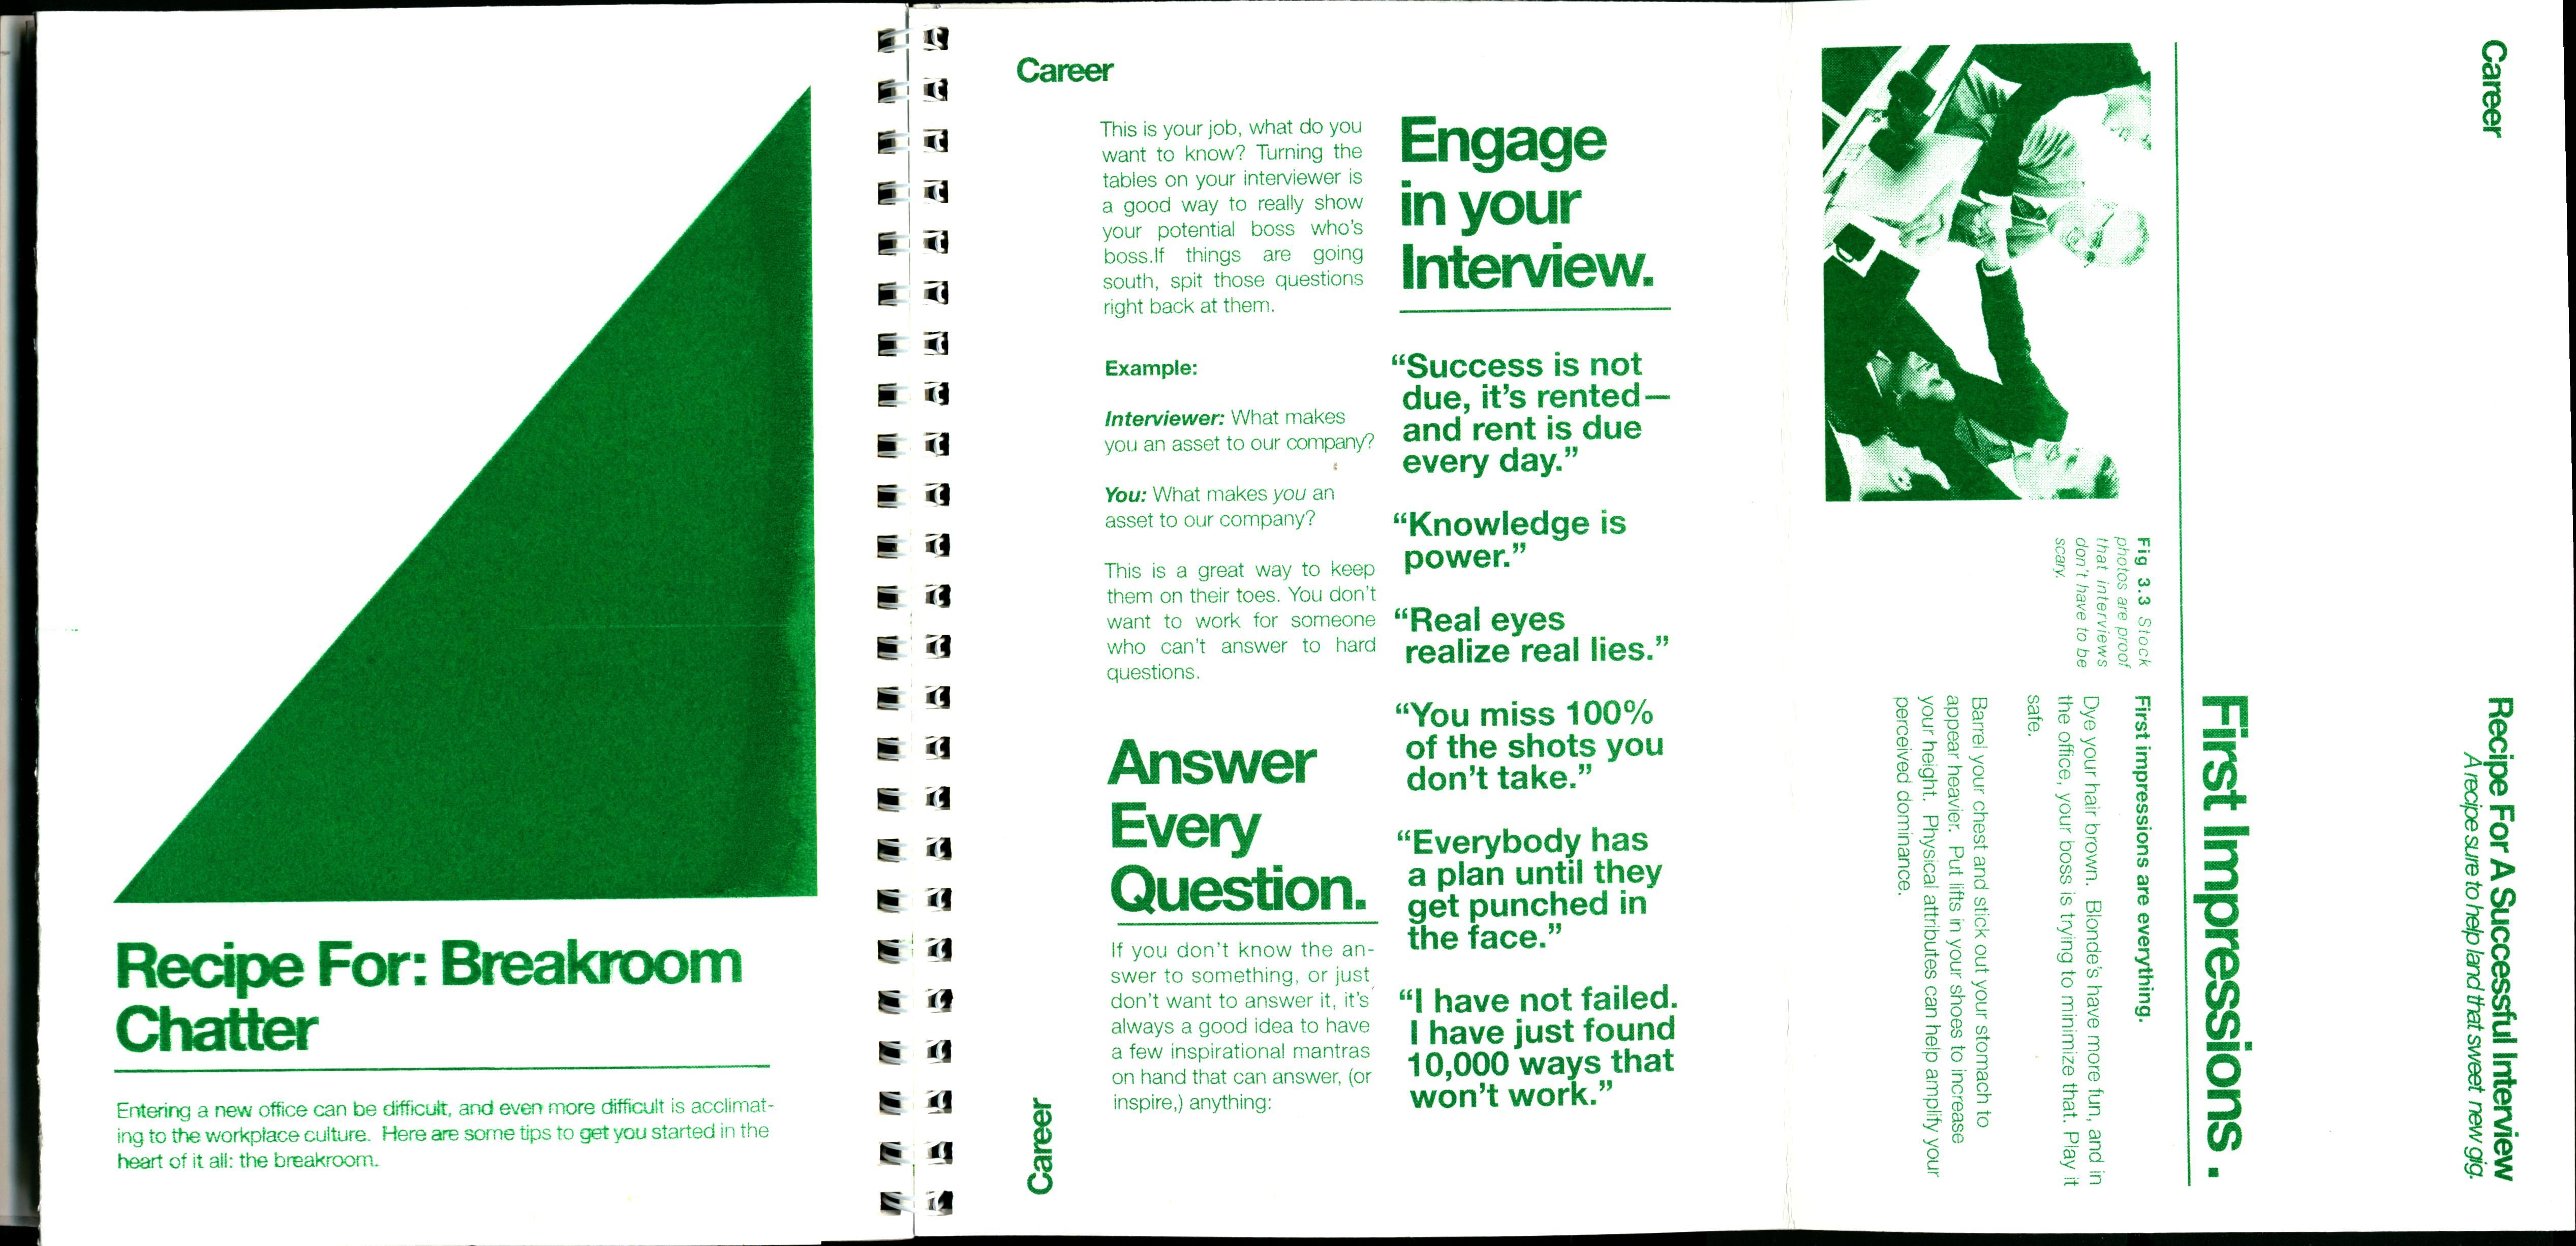 Recipe For: Breakroom
Chatter
Entering a new office can be difficult, and even more difficult is acclimat-
ing to the workplace culture. Here are some tips to get you started in the
heart of it all: the breakroom.
Career
This is your job, what do you
want to know? Turning the
tables on your interviewer is
a good way to really show
your potential boss who's
boss.If things are going
south, spit those questions
right back at them.
Example:
Interviewer: What makes
you an asset to our company?
You: What makes you an
asset to our company?
This is a great way to keep
them on their toes. You don't
want to work for someone
who can't answer to hard
questions.
Answer
Every
Question.
If you don't know the an-
swer to something, or just
don't want to answer it, it's
always a good idea to have
a few inspirational mantras
on hand that can answer, (or
inspire,) anything:
Career
Engage
in your
Interview.
“Success is not
due, it's rented—
and rent is due
every day.”
“Knowledge is
power.”
“Real eyes
realize real lies.”
“You miss 100%
of the shots you
don't take.”
“Everybody has
a plan until they
get punched in
the face.”
“I have not failed.
I have just found
10,000 ways that
won't work.”
Career
Recipe For A Successful Interview
A recipe sure to help land that sweet new gig.
First Impressions .
Fig 3.3 Stock
photos are proof
that interviews
don't have to be
scary.
First impressions are everything.
Dye your hair brown. Blonde's have more fun, and in
the office, your boss is trying to minimize that. Play it
safe.
Barrel your chest and stick out your stomach to
appear heavier. Put lifts in your shoes to increase
your height. Physical attributes can help amplify your
perceived dominance.